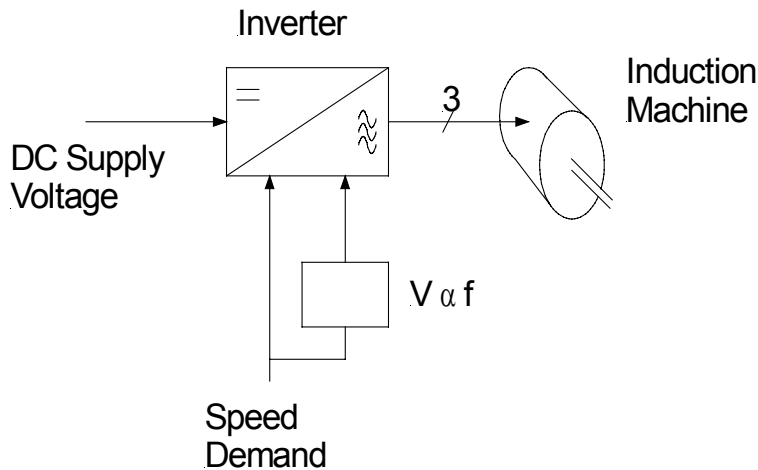 Inverter
3
Induction
Machine
DC Supply
Voltage
V α f
Speed
Demand